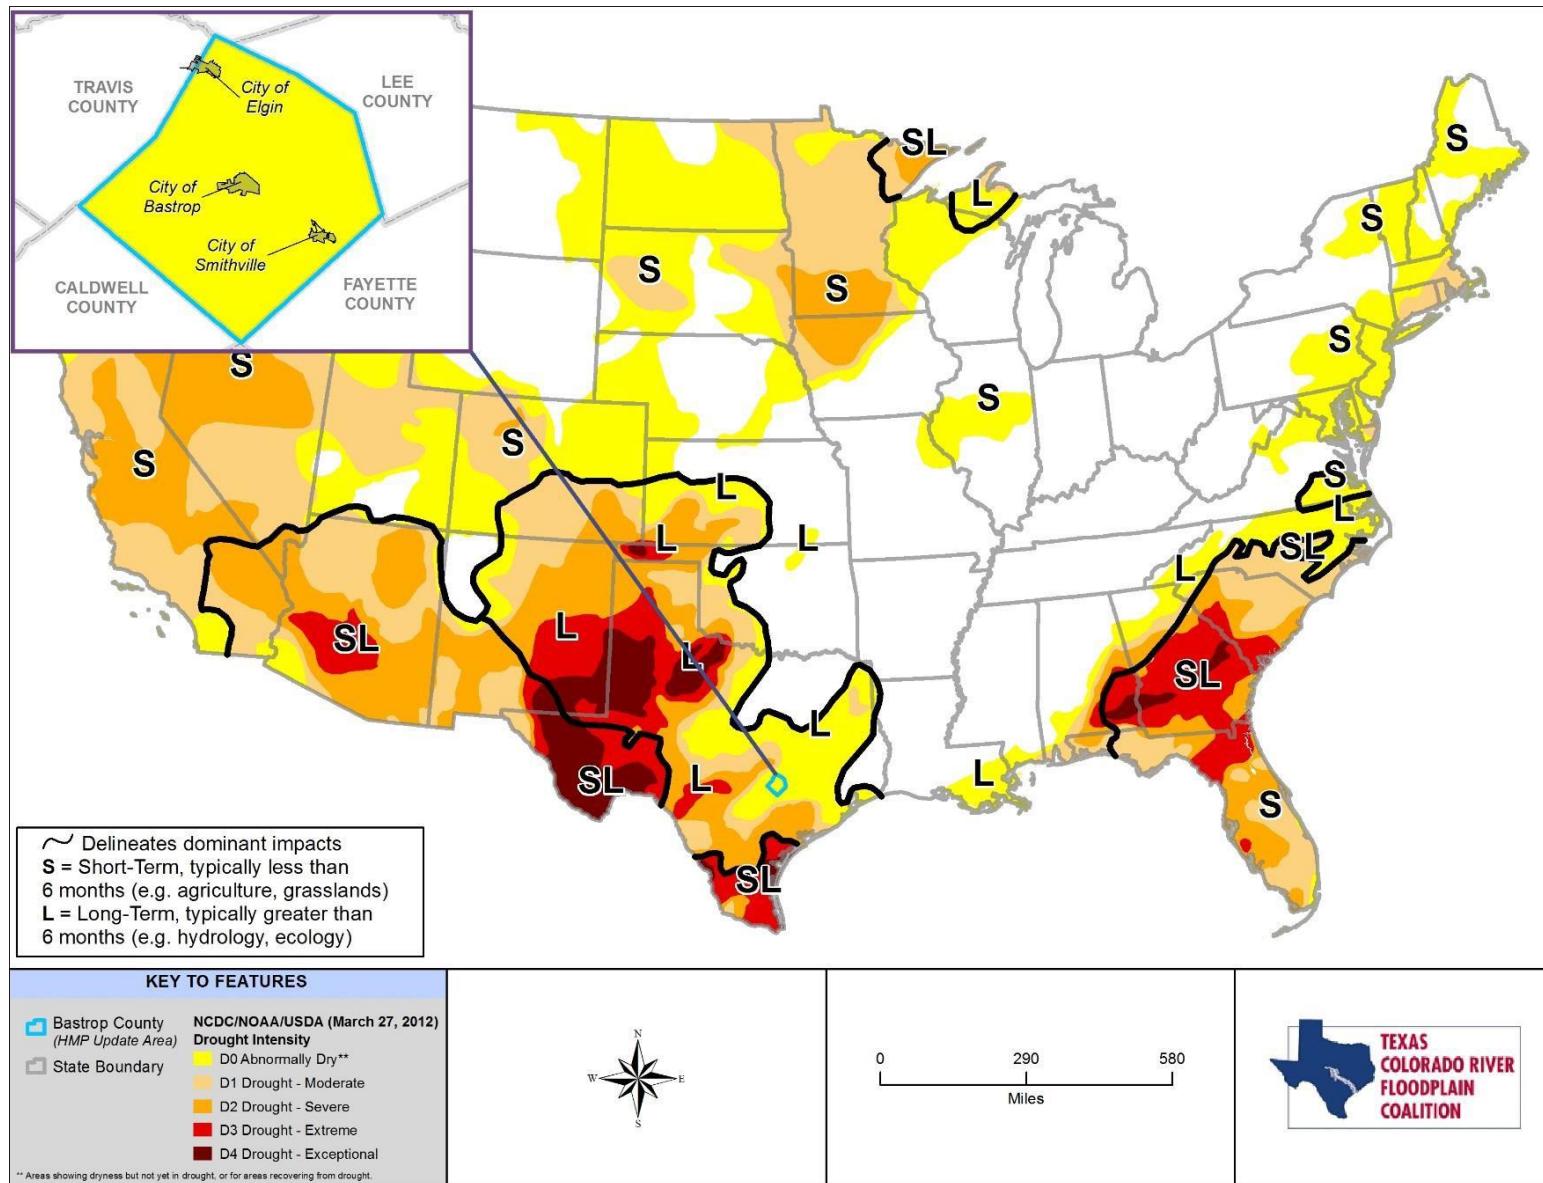 TRAVIS
COUNTY
LEE
COUNTY
City of
Elgin
City of
Bastrop
City of
Smithville
CALDWELL
COUNTY
FAYETTE
COUNTY
SL
S
L
S
S
S
S
S
S
S
S
S
L
S
L
L
L
SL
L
SL
L
L
SL
L
L
SL
L
S
SL
Delineates dominant impacts
S = Short-Term, typically less than
6 months (e.g. agriculture, grasslands)
L = Long-Term, typically greater than
6 months (e.g. hydrology, ecology)
KEY TO FEATURES
Bastrop County
(HMP Update Area)
State Boundary
NCDC/NOAA/USDA (March 27, 2012)
Drought Intensity
D0 Abnormally Dry**
D1 Drought - Moderate
D2 Drought - Severe
D3 Drought - Extreme
D4 Drought - Exceptional
** Areas showing dryness but not yet in drought, or for areas recovering from drought.
N
W E
S
0 290 580
Miles
TEXAS
COLORADO RIVER
FLOODPLAIN
COALITION